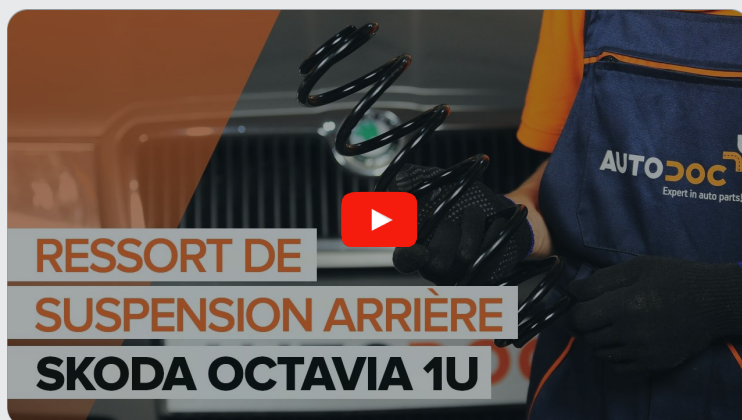 RESSORT DE
SUSPENSION ARRIÈRE
SKODA OCTAVIA 1U
AUTODOC
Expert in auto parts!